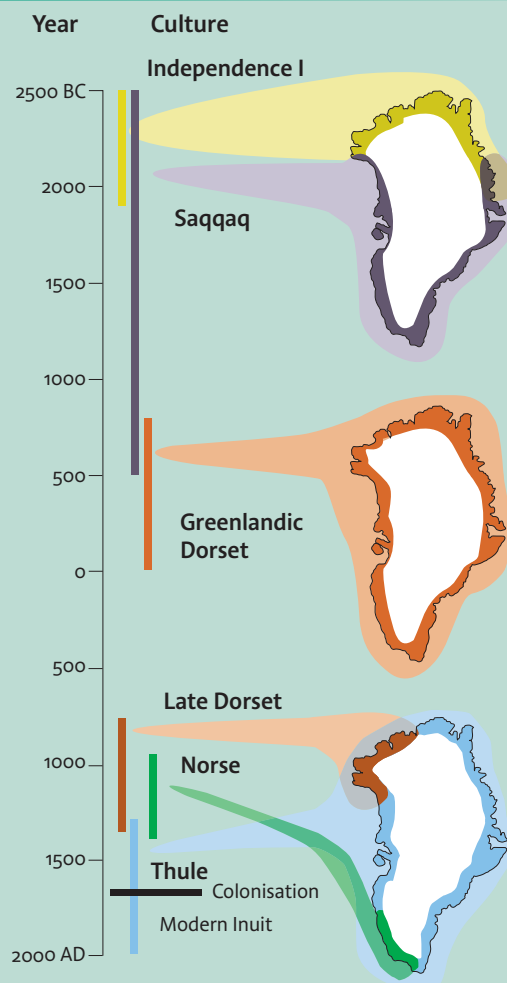 Year Culture
Independence I
2500 BC
2000
Saqqaq
1500
1000
500
Greenlandic
Dorset
0
500
Late Dorset
1000
Norse
1500
Thule
Colonisation
Modern Inuit
2000 AD